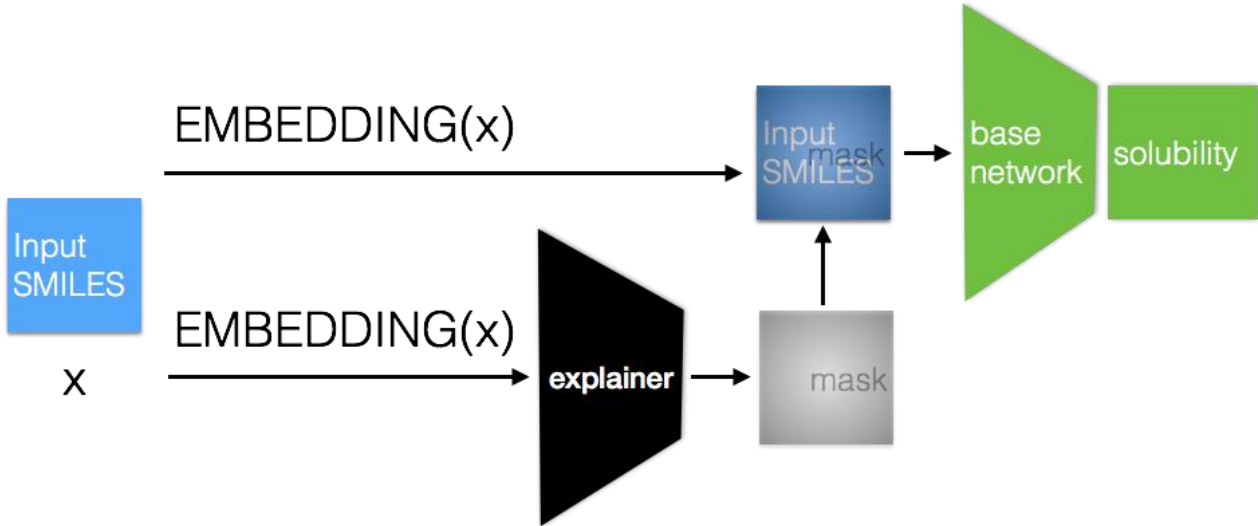 EMBEDDING(x)
Input
SMILES
mask
base
network
solubility
Input
SMILES
x
EMBEDDING(x)
explainer
mask